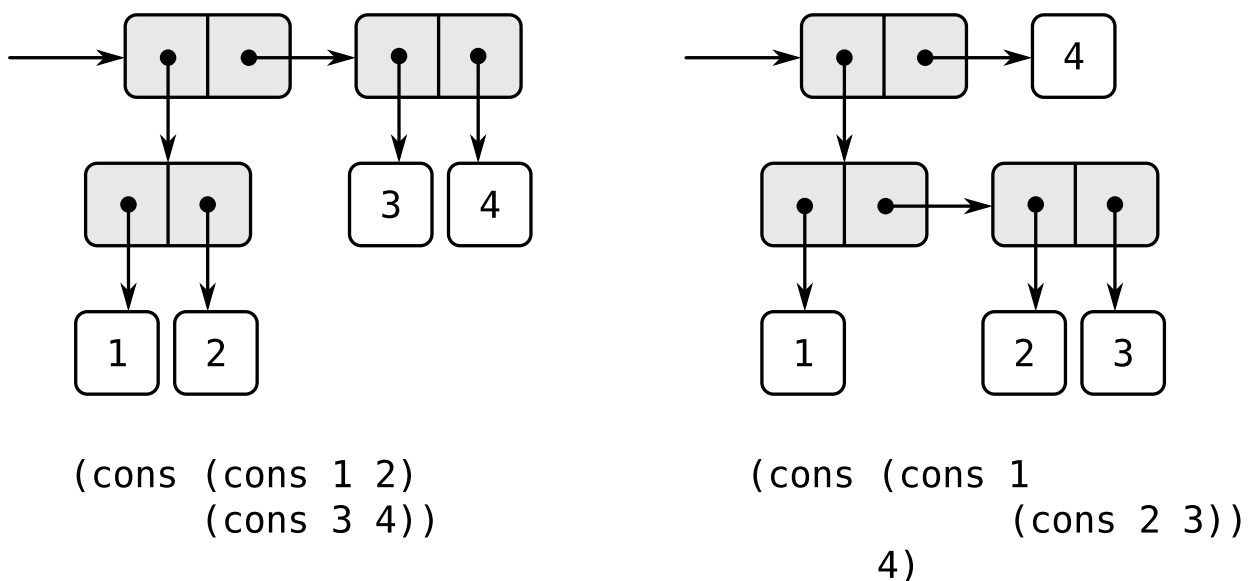 4
3 4
1 2
1 2 3
(cons (cons 1 2)
(cons 3 4))
(cons (cons 1
(cons 2 3))
4)